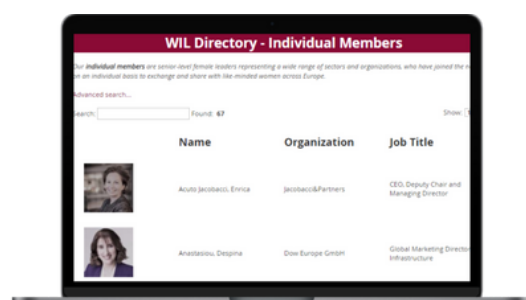 WIL Directory - Individual Members
Our individual members are senior-level female leaders representing a wide range of sectors and organizations, who have joined the
on an individual basis to exchange and share with like-minded women across Europe.
Advanced search...
Search: Found: 67 Show:
Name Organization Job Title
Acuto Jacobacci, Enrica Jacobacci&Partners CEO, Deputy Chair and
Managing Director
Anastasiou, Despina Dow Europe GmbH Global Marketing Director
Infrastructure